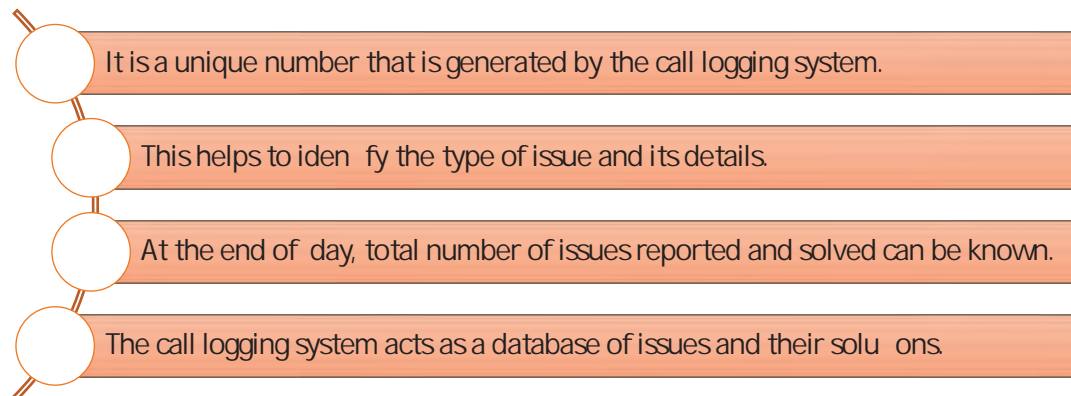 It is a unique number that is generated by the call logging system.
This helps to iden fy the type of issue and its details.
At the end of day, total number of issues reported and solved can be known.
The call logging system acts as a database of issues and their solu ons.